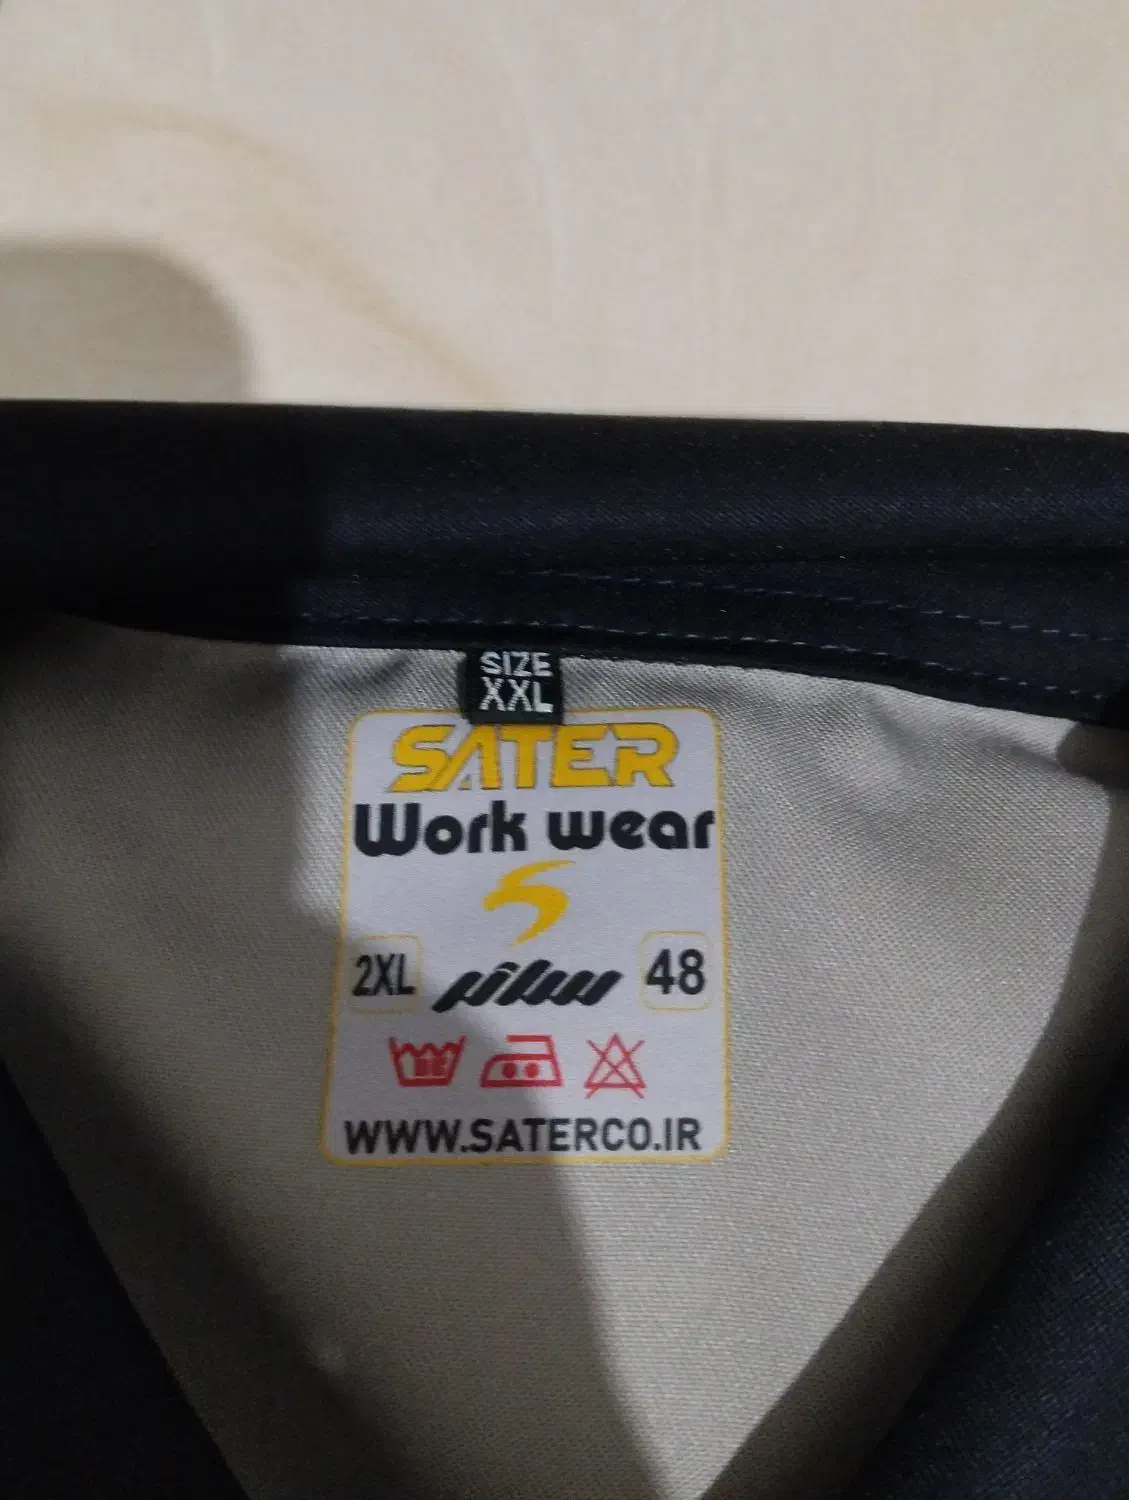 SIZE
XXL
SATER
Work wear
2XL ساتر 48
WWW.SATERCO.IR